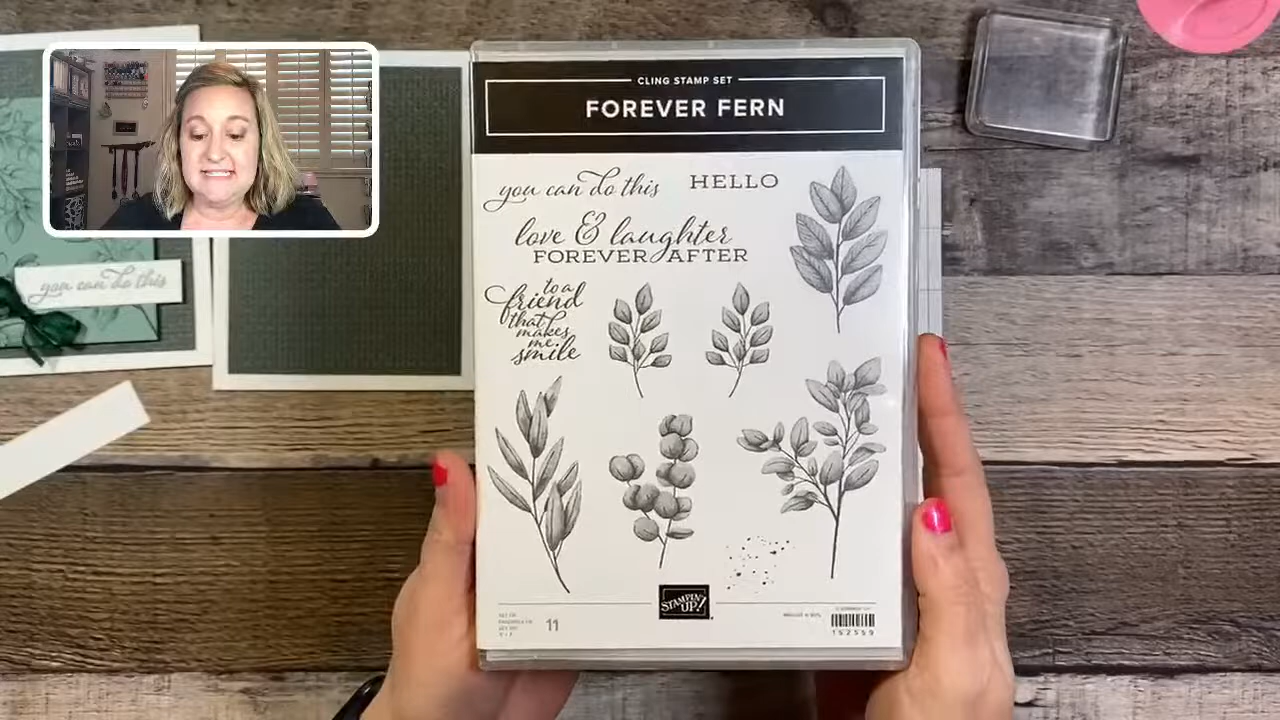 CLING STAMP SET
FOREVER FERN
you can do this
HELLO
love & laughter
FOREVER AFTER
to a
friend
that
makes
me
smile
you can do this
STAMPIN' UP!
11
152559